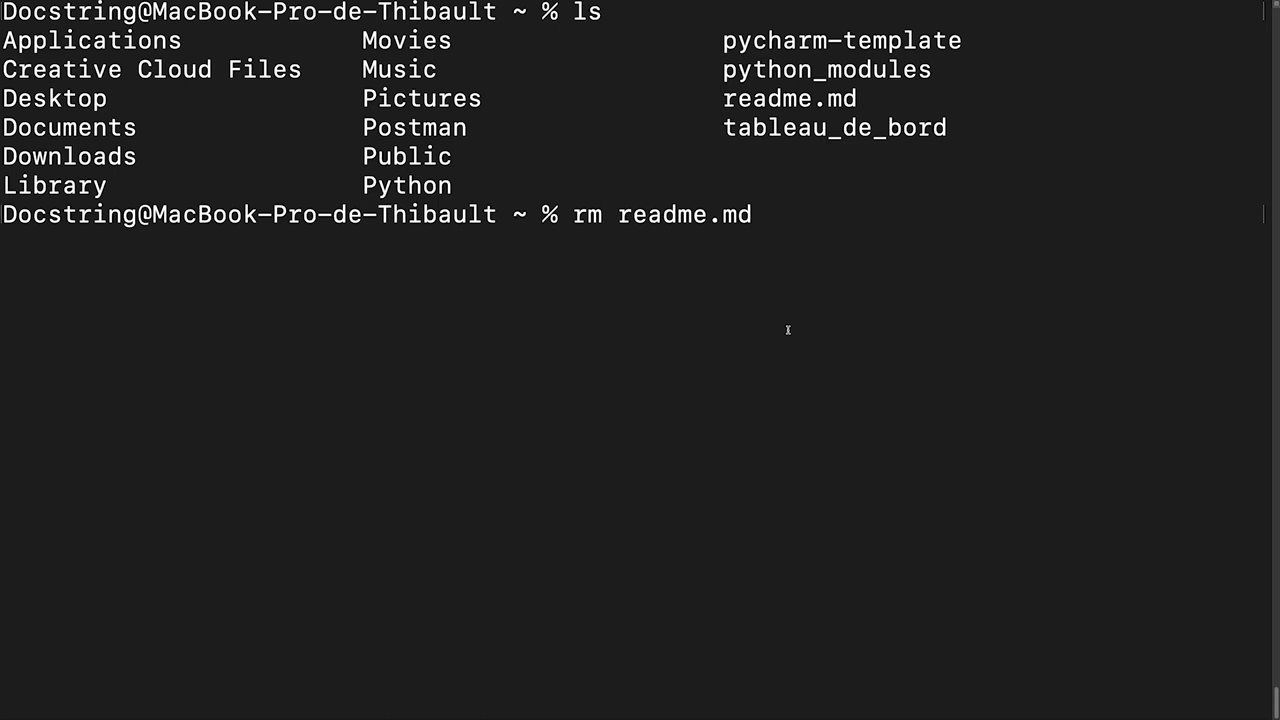 Docstring@MacBook-Pro-de-Thibault ~ % ls
Applications Movies pycharm-template
Creative Cloud Files Music python_modules
Desktop Pictures readme.md
Documents Postman tableau_de_bord
Downloads Public
Library Python
Docstring@MacBook-Pro-de-Thibault ~ % rm readme.md